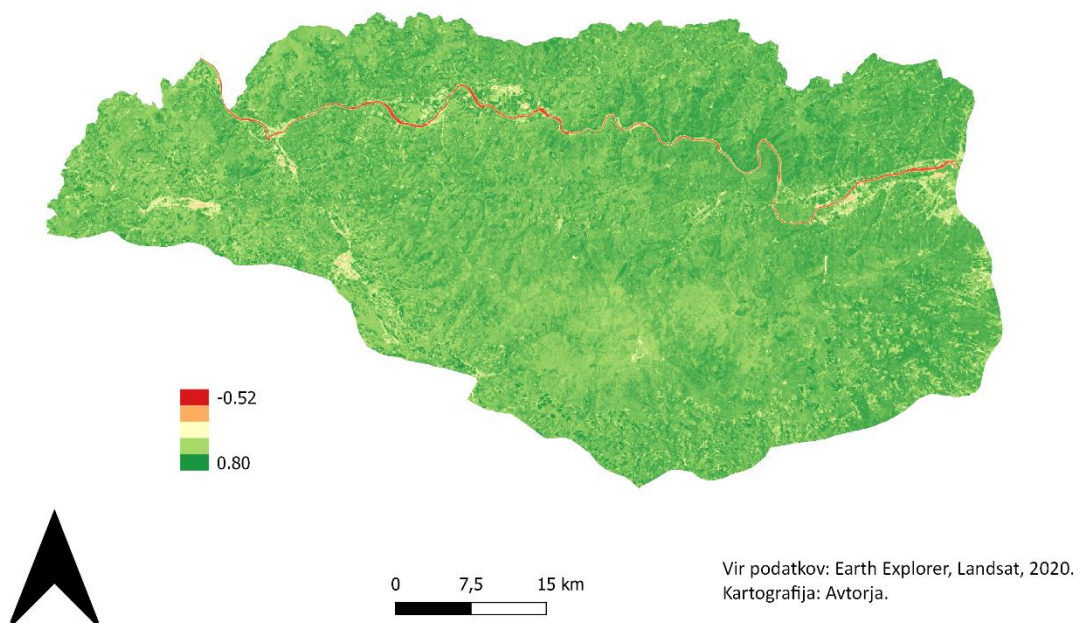 -0.52
0.80
0 7,5 15 km
Vir podatkov: Earth Explorer, Landsat, 2020.
Kartografija: Avtorja.